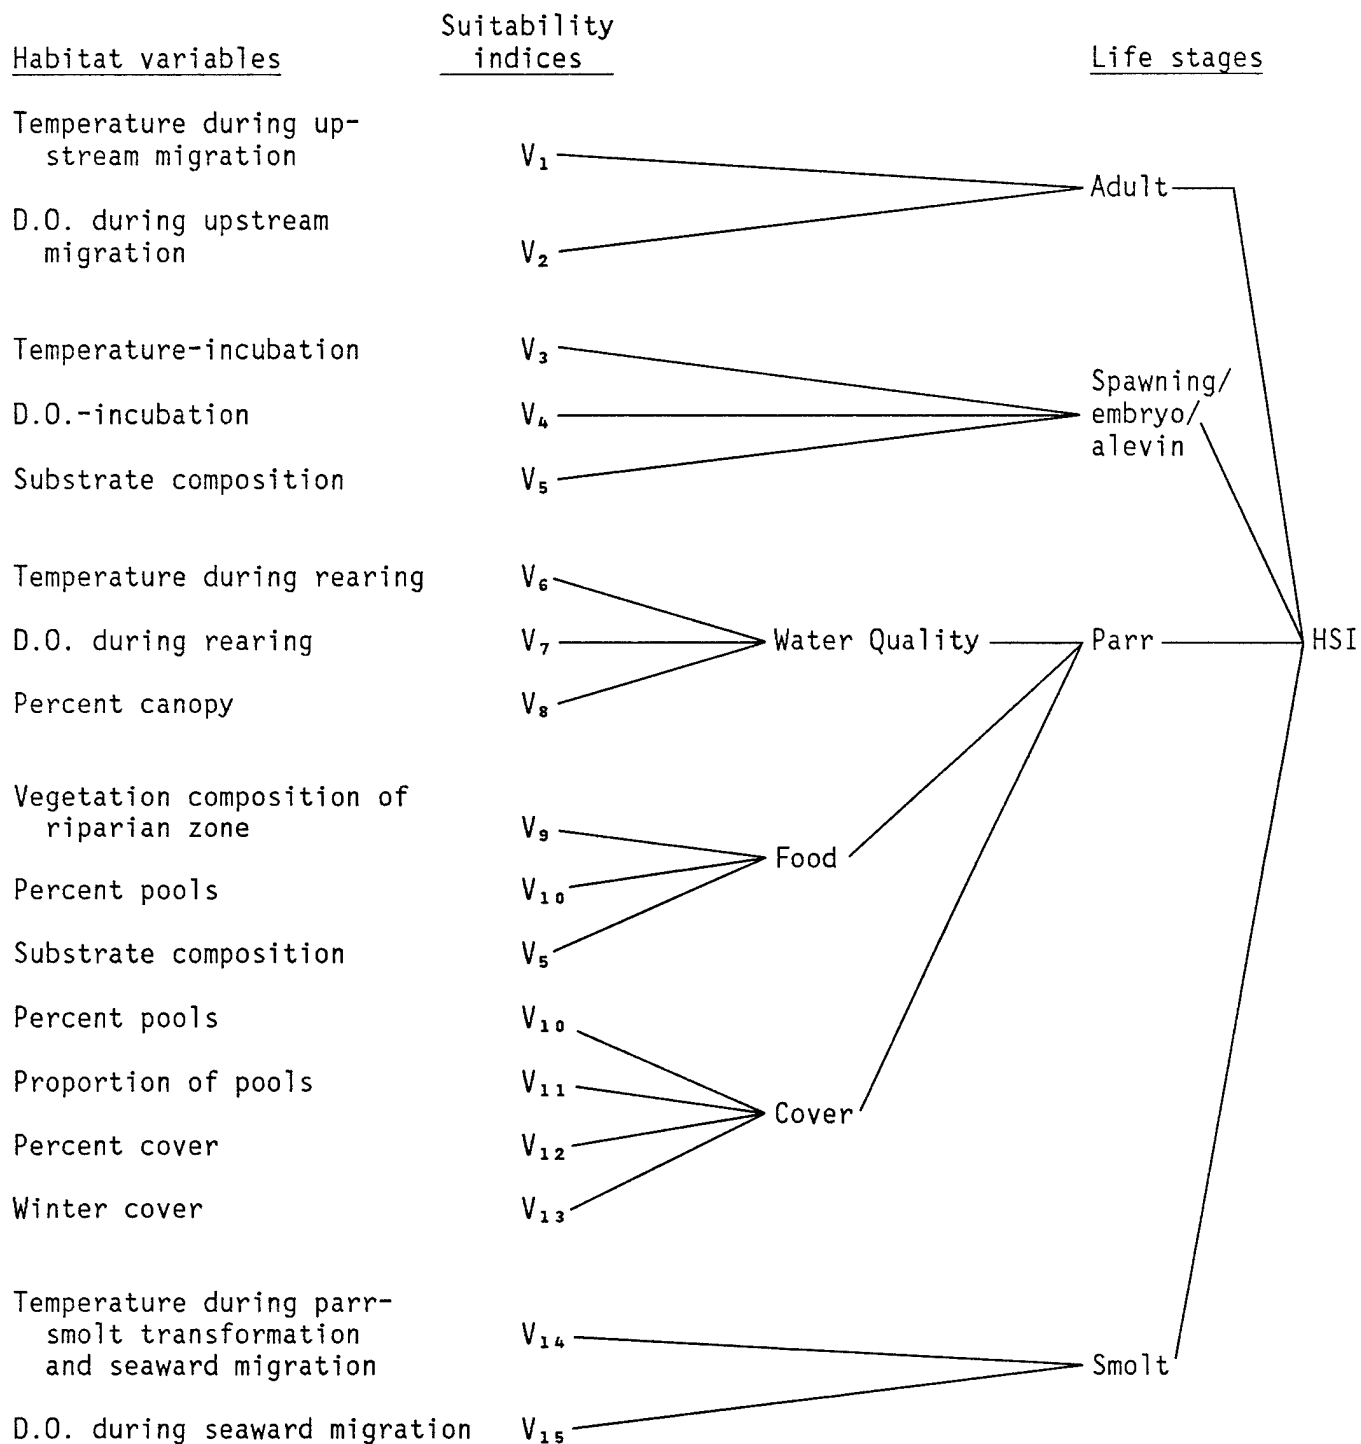 Suitability
Habitat variables indices Life stages
Temperature during up-
stream migration V₁
Adult
D.O. during upstream
migration V₂
Temperature-incubation V₃
Spawning/
D.O.-incubation V₄ embryo/
alevin
Substrate composition V₅
Temperature during rearing V₆
D.O. during rearing V₇ Water Quality Parr HSI
Percent canopy V₈
Vegetation composition of
riparian zone V₉
Food
Percent pools V₁₀
Substrate composition V₅
Percent pools V₁₀
Proportion of pools V₁₁
Cover
Percent cover V₁₂
Winter cover V₁₃
Temperature during parr-
smolt transformation V₁₄
and seaward migration Smolt
D.O. during seaward migration V₁₅